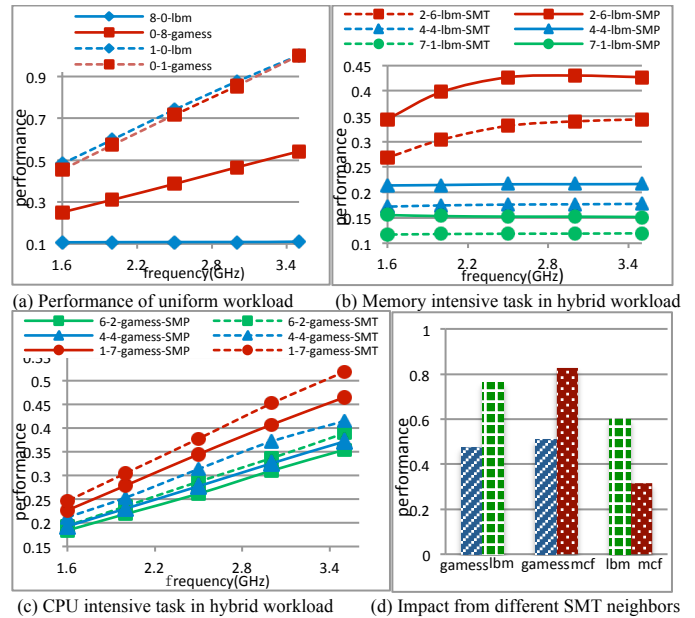 8-0-lbm
0-8-gamess
1-0-lbm
0-1-gamess
performance
0.9
0.7
0.5
0.3
0.1
1.6 2.2 2.8 3.4
frequency(GHz)
(a) Performance of uniform workload
2-6-lbm-SMT 2-6-lbm-SMP
4-4-lbm-SMT 4-4-lbm-SMP
7-1-lbm-SMT 7-1-lbm-SMP
performance
0.45
0.4
0.35
0.3
0.25
0.2
0.15
0.1
1.6 2.2 2.8 3.4
frequency(GHz)
(b) Memory intensive task in hybrid workload
6-2-gamess-SMP 6-2-gamess-SMT
4-4-gamess-SMP 4-4-gamess-SMT
1-7-gamess-SMP 1-7-gamess-SMT
performance
0.55
0.5
0.45
0.4
0.35
0.3
0.25
0.2
0.15
1.6 2.2 2.8 3.4
frequency(GHz)
(c) CPU intensive task in hybrid workload
performance
1
0.8
0.6
0.4
0.2
0
gamess lbm gamess mcf lbm mcf
(d) Impact from different SMT neighbors